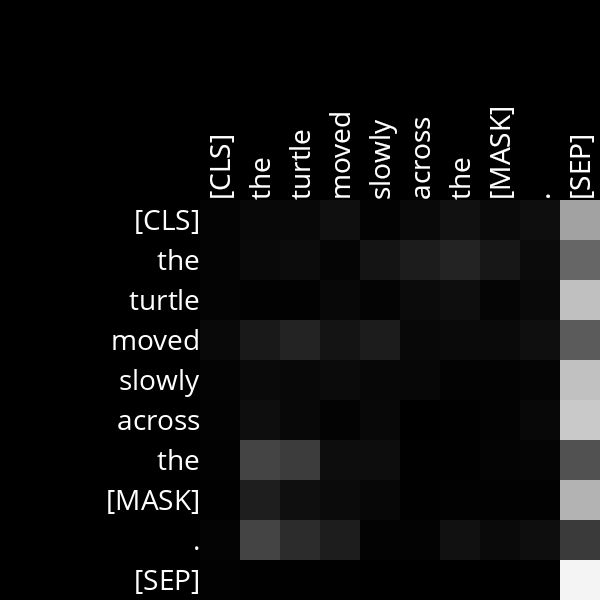 [CLS] the turtle moved slowly across the [MASK] . [SEP]
[CLS]
the
turtle
moved
slowly
across
the
[MASK]
.
[SEP]